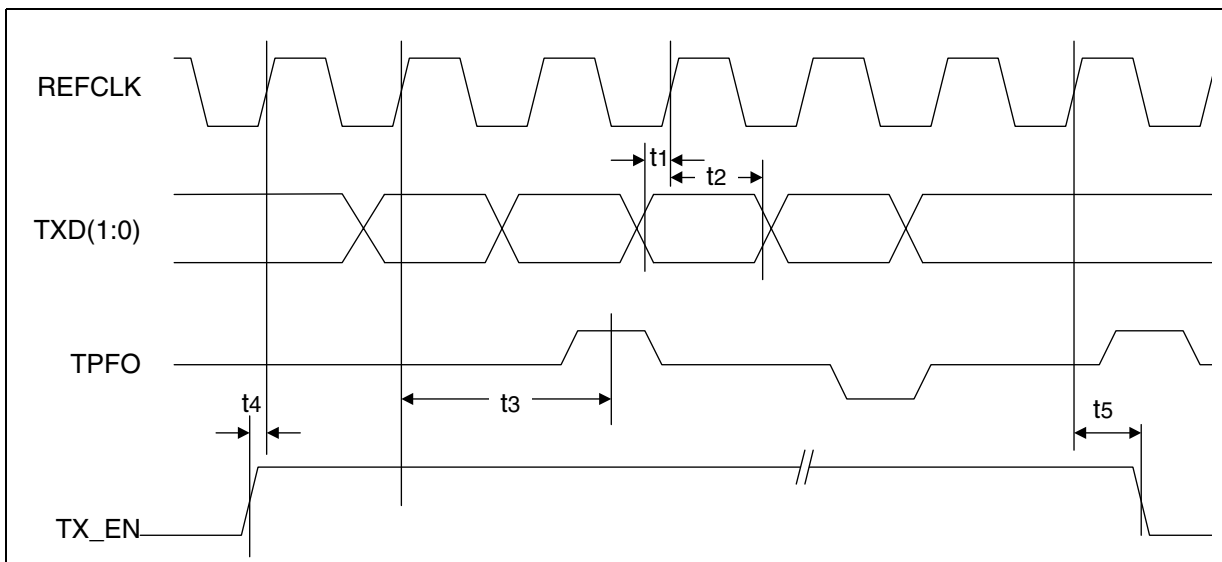 REFCLK
t1
t2
TXD(1:0)
TPFO
t4
t3
t5
TX_EN